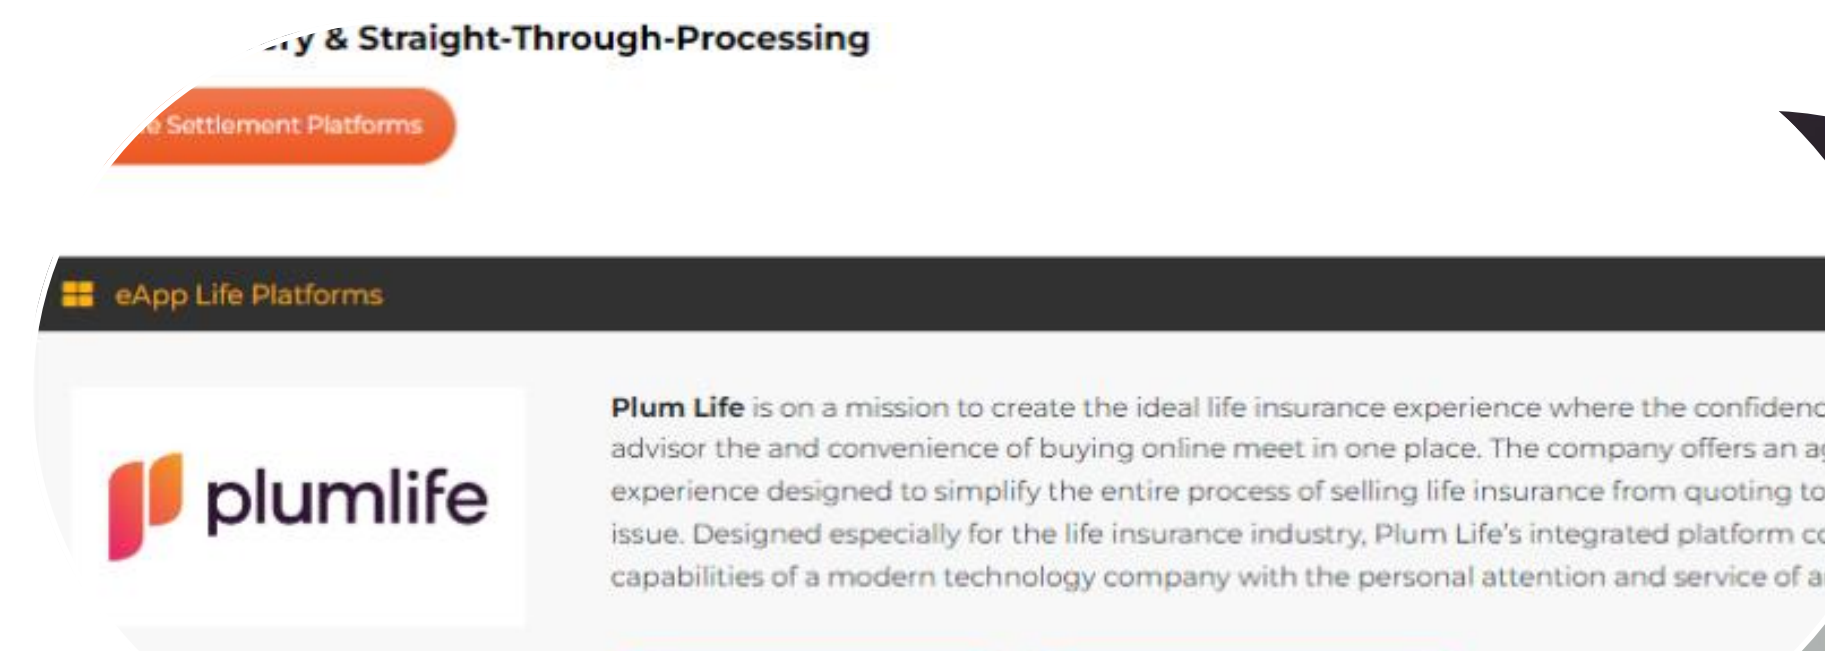 & Straight-Through-Processing
Settlement Platforms
eApp Life Platforms
plumlife
Plum Life is on a mission to create the ideal life insurance experience where the
advisor the and convenience of buying online meet in one place. The company offers an
experience designed to simplify the entire process of selling life insurance from quoting to
issue. Designed especially for the life insurance industry, Plum Life's integrated platform
capabilities of a modern technology company with the personal attention and service of